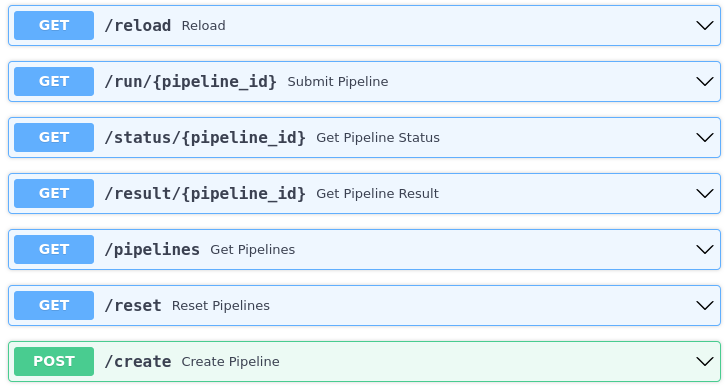 GET /reload Reload
GET /run/{pipeline_id} Submit Pipeline
GET /status/{pipeline_id} Get Pipeline Status
GET /result/{pipeline_id} Get Pipeline Result
GET /pipelines Get Pipelines
GET /reset Reset Pipelines
POST /create Create Pipeline